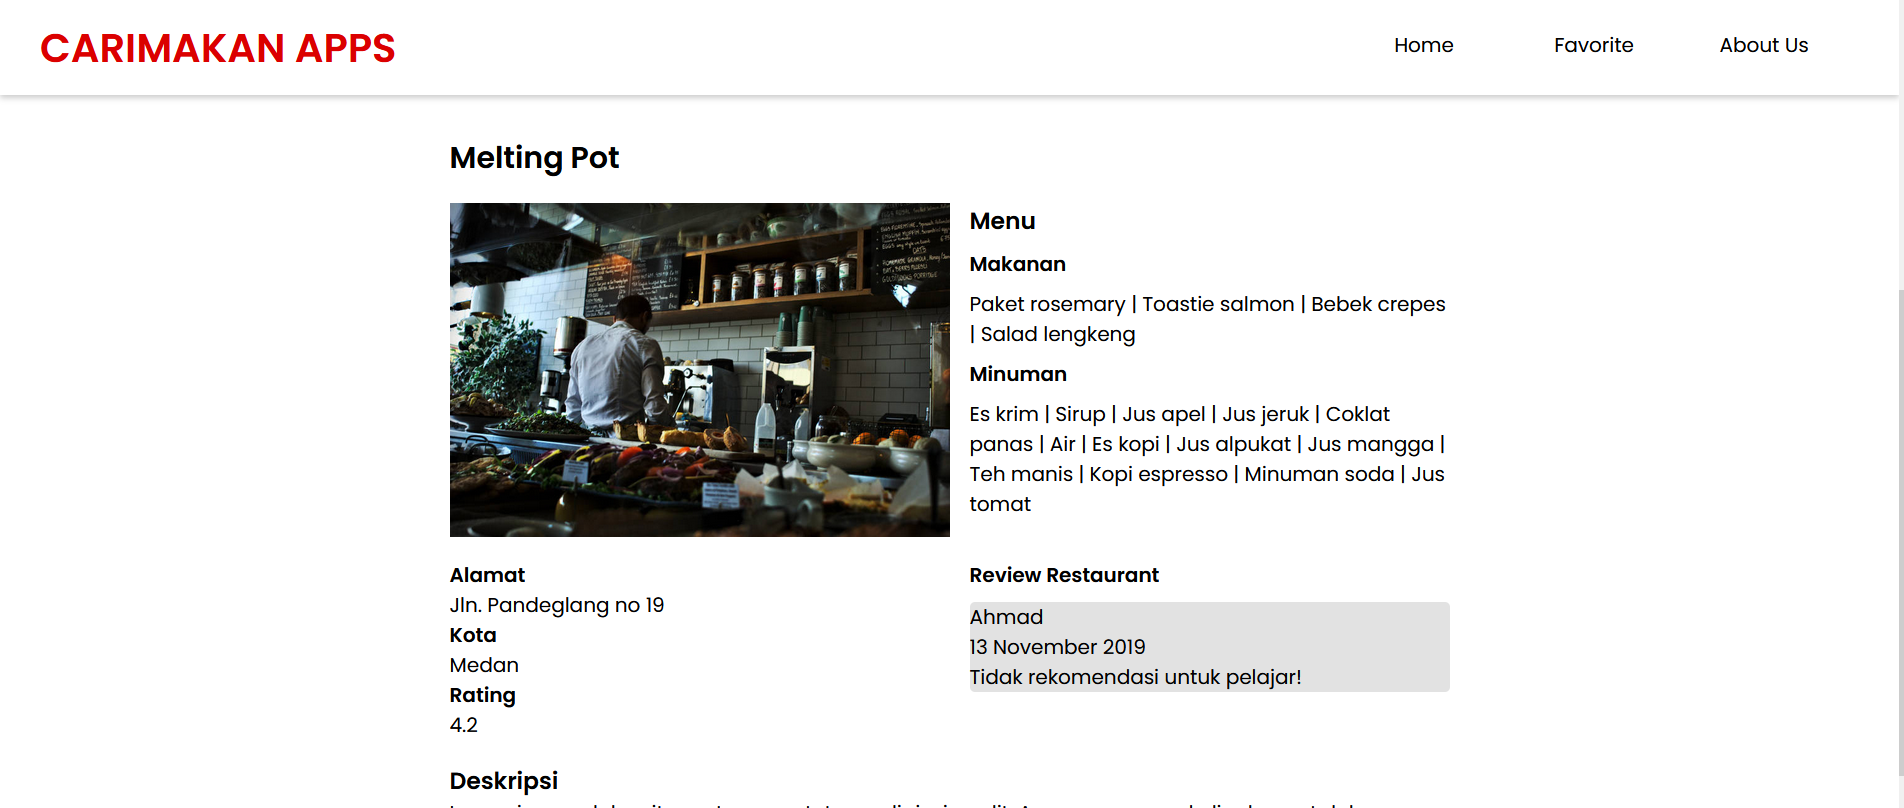 CARIMAKAN APPS
Home
Favorite
About Us
Melting Pot
Menu
Makanan
Paket rosemary | Toastie salmon | Bebek crepes
| Salad lengkeng
Minuman
Es krim | Sirup | Jus apel | Jus jeruk | Coklat
panas | Air | Es kopi | Jus alpukat | Jus mangga |
Teh manis | Kopi espresso | Minuman soda | Jus
tomat
Alamat
Jln. Pandeglang no 19
Kota
Medan
Rating
4.2
Review Restaurant
Ahmad
13 November 2019
Tidak rekomendasi untuk pelajar!
Deskripsi